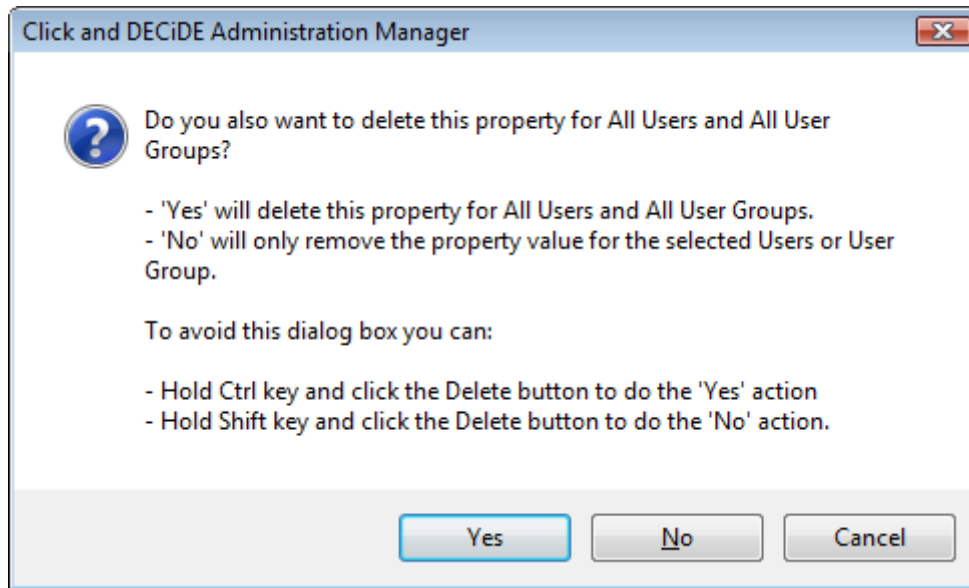 Click and DECiDE Administration Manager
Do you also want to delete this property for All Users and All User
Groups?
- 'Yes' will delete this property for All Users and All User Groups.
- 'No' will only remove the property value for the selected Users or User
Group.
To avoid this dialog box you can:
- Hold Ctrl key and click the Delete button to do the 'Yes' action
- Hold Shift key and click the Delete button to do the 'No' action.
Yes
No
Cancel